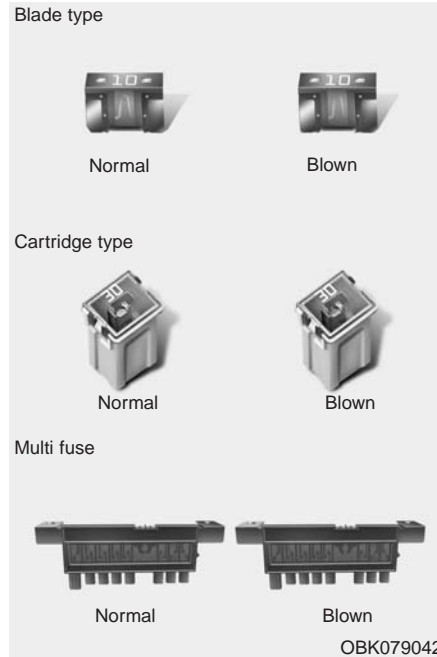 Blade type
10 10
Normal Blown
Cartridge type
30 30
Normal Blown
Multi fuse
Normal Blown
OBK079042